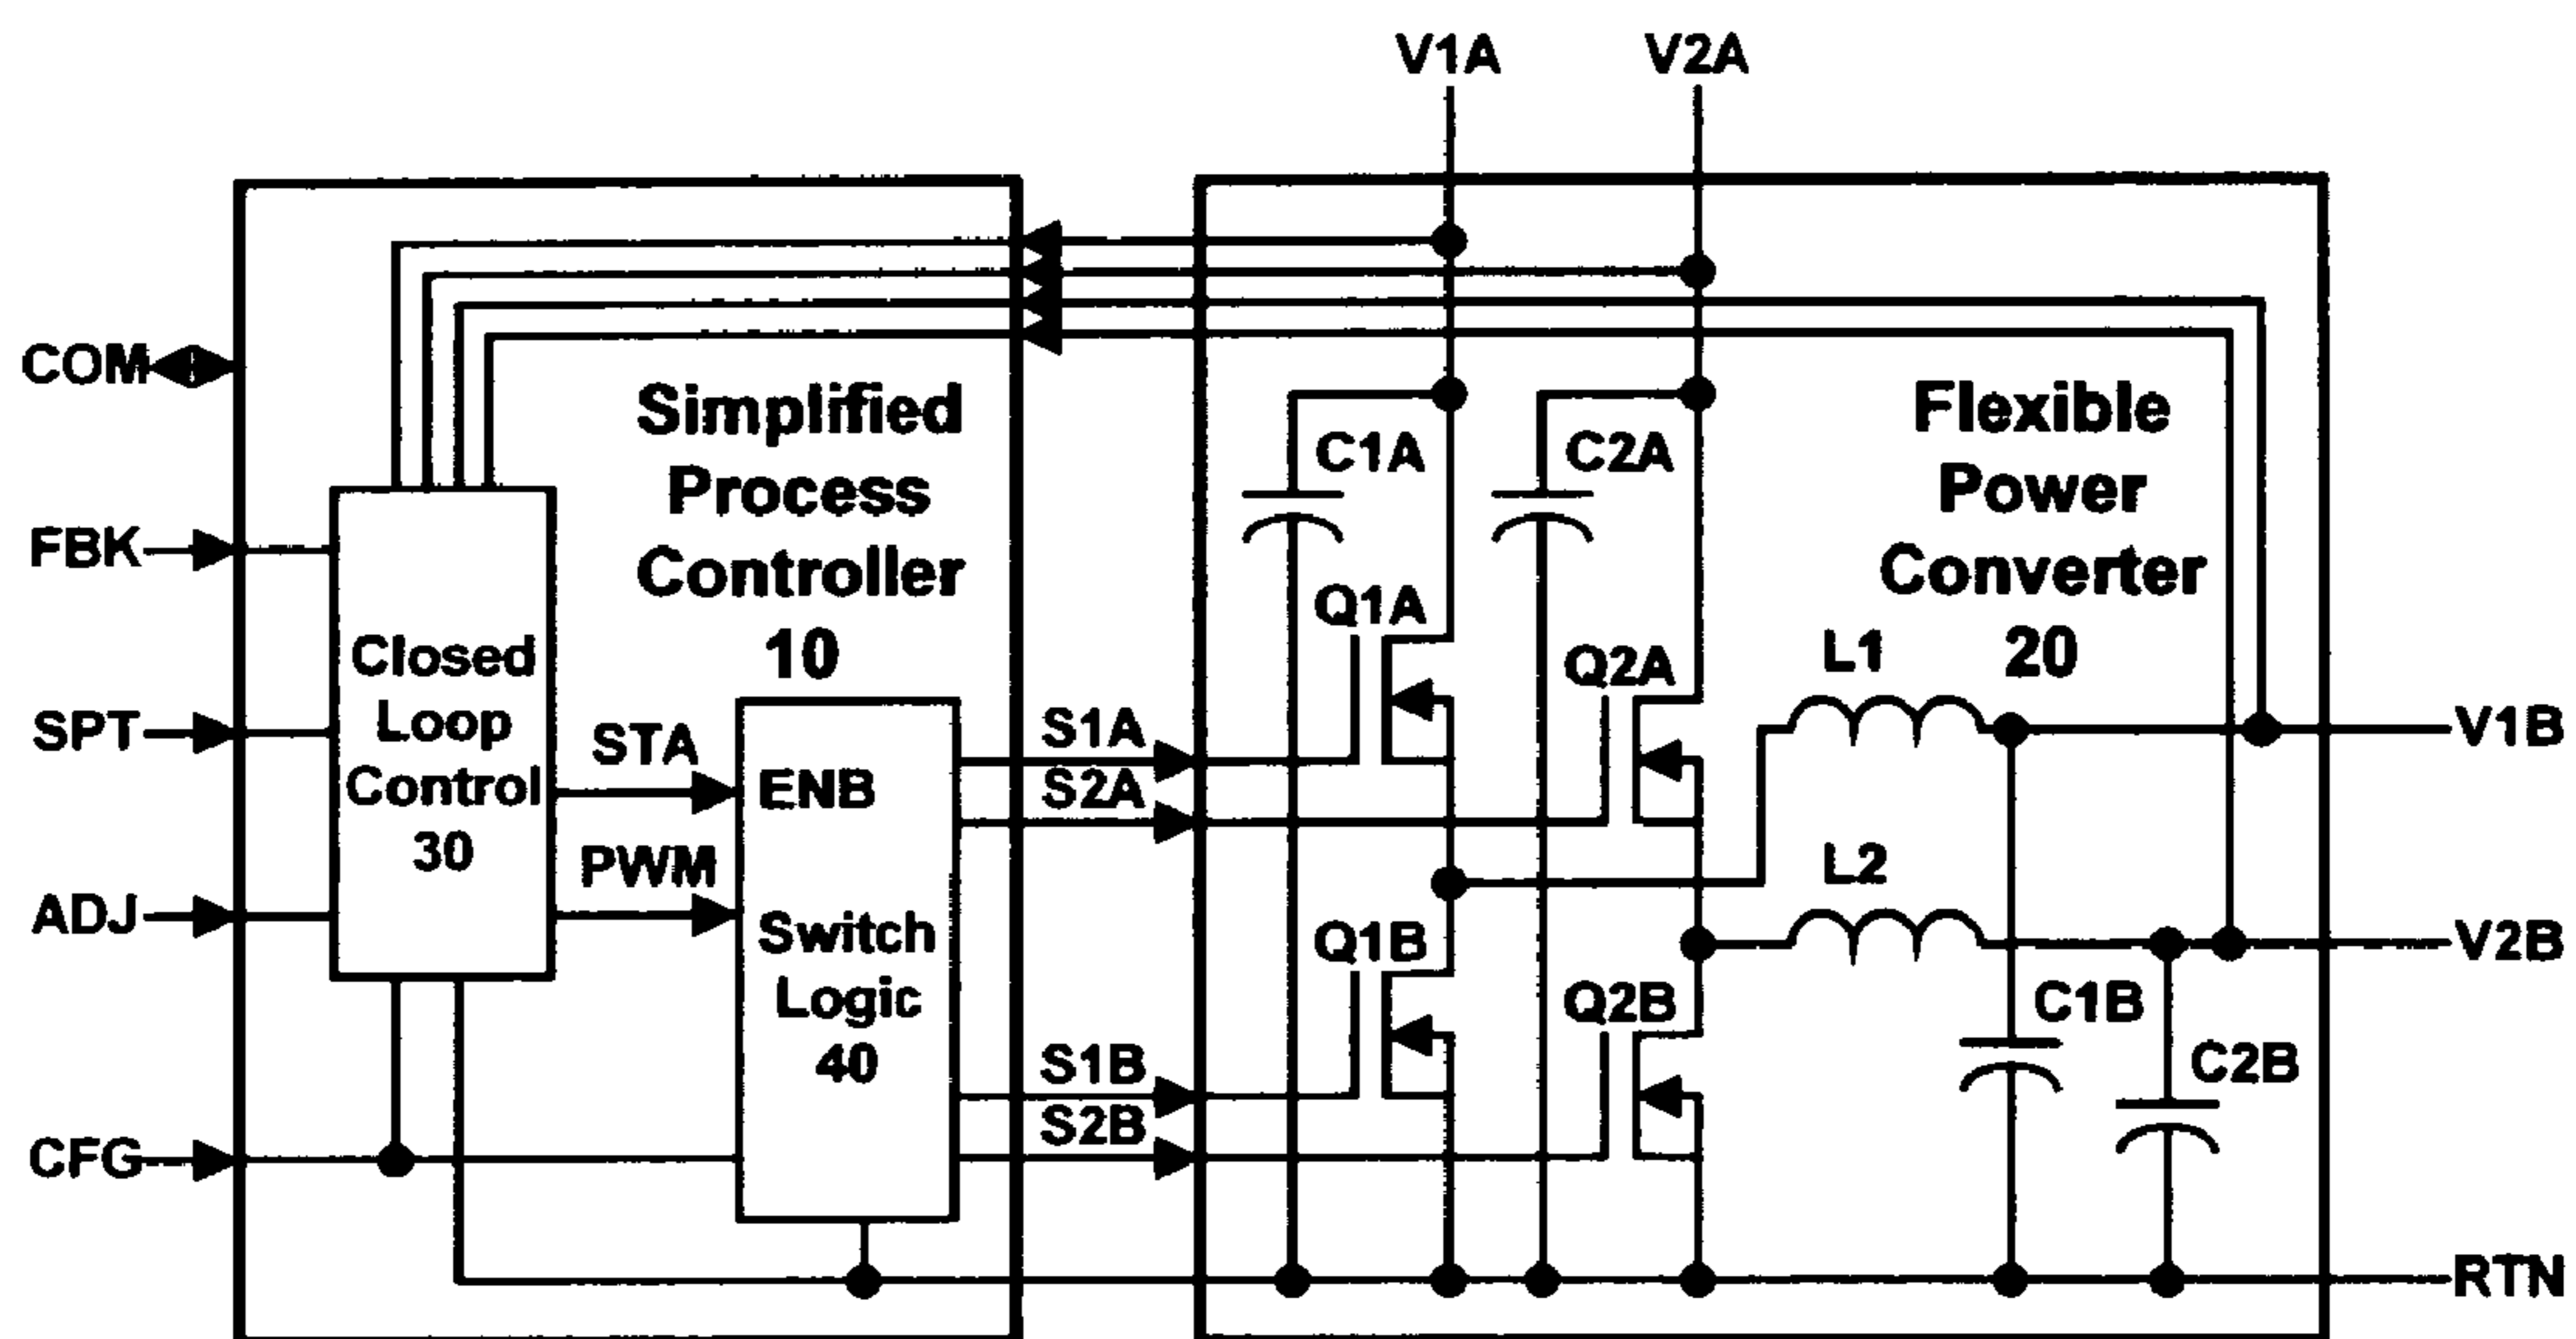 V1A
V2A
COM
FBK
SPT
ADJ
CFG
Simplified
Process
Controller
10
Closed
Loop
Control
30
STA
PWM
ENB
Switch
Logic
40
S1A
S2A
S1B
S2B
C1A
C2A
Q1A
Q2A
Q1B
Q2B
Flexible
Power
Converter
20
L1
L2
C1B
C2B
V1B
V2B
RTN